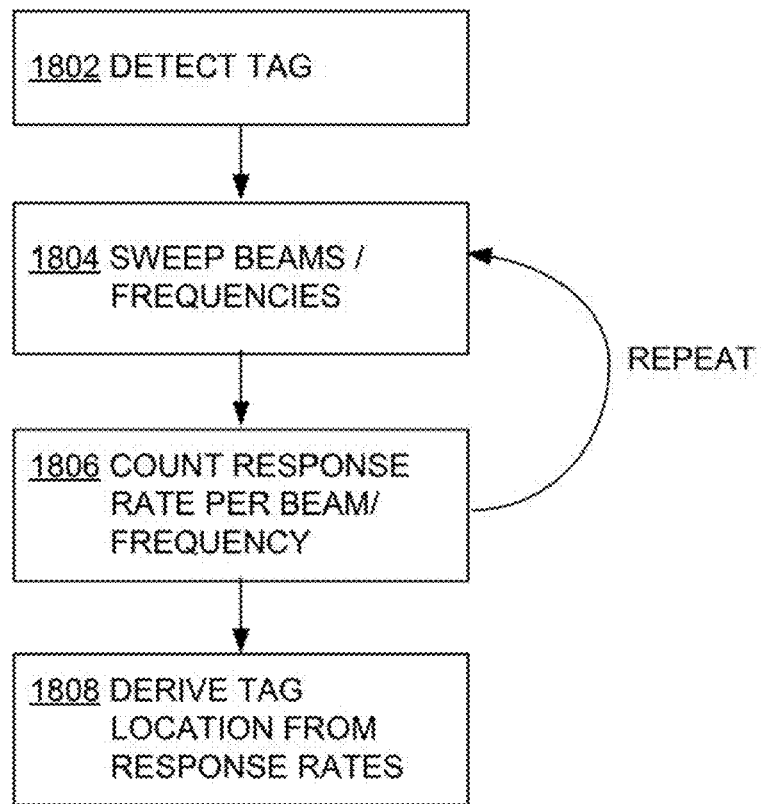 1802 DETECT TAG
1804 SWEEP BEAMS /
FREQUENCIES
REPEAT
1806 COUNT RESPONSE
RATE PER BEAM/
FREQUENCY
1808 DERIVE TAG
LOCATION FROM
RESPONSE RATES